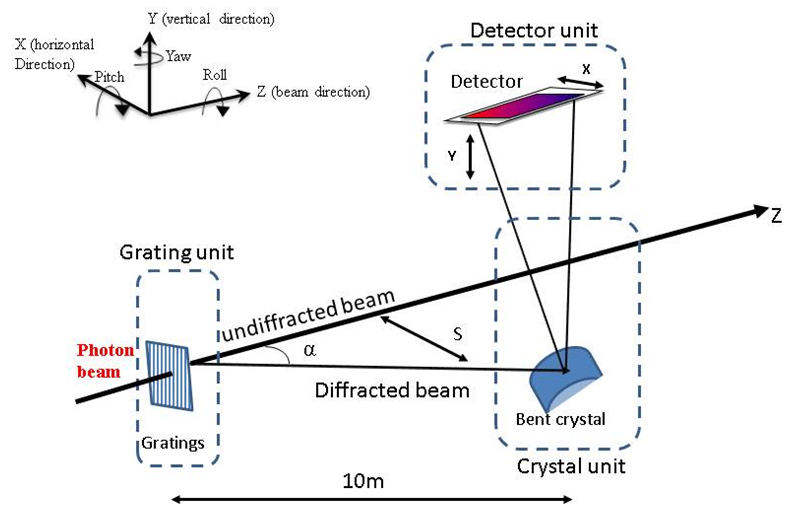 Y (vertical direction)
X (horizontal
Direction)
Yaw
Pitch
Roll
Z (beam direction)
Detector unit
Detector
X
Y
Z
Grating unit
undiffracted beam
Photon
beam
α
S
Diffracted beam
Gratings
Bent crystal
Crystal unit
10m